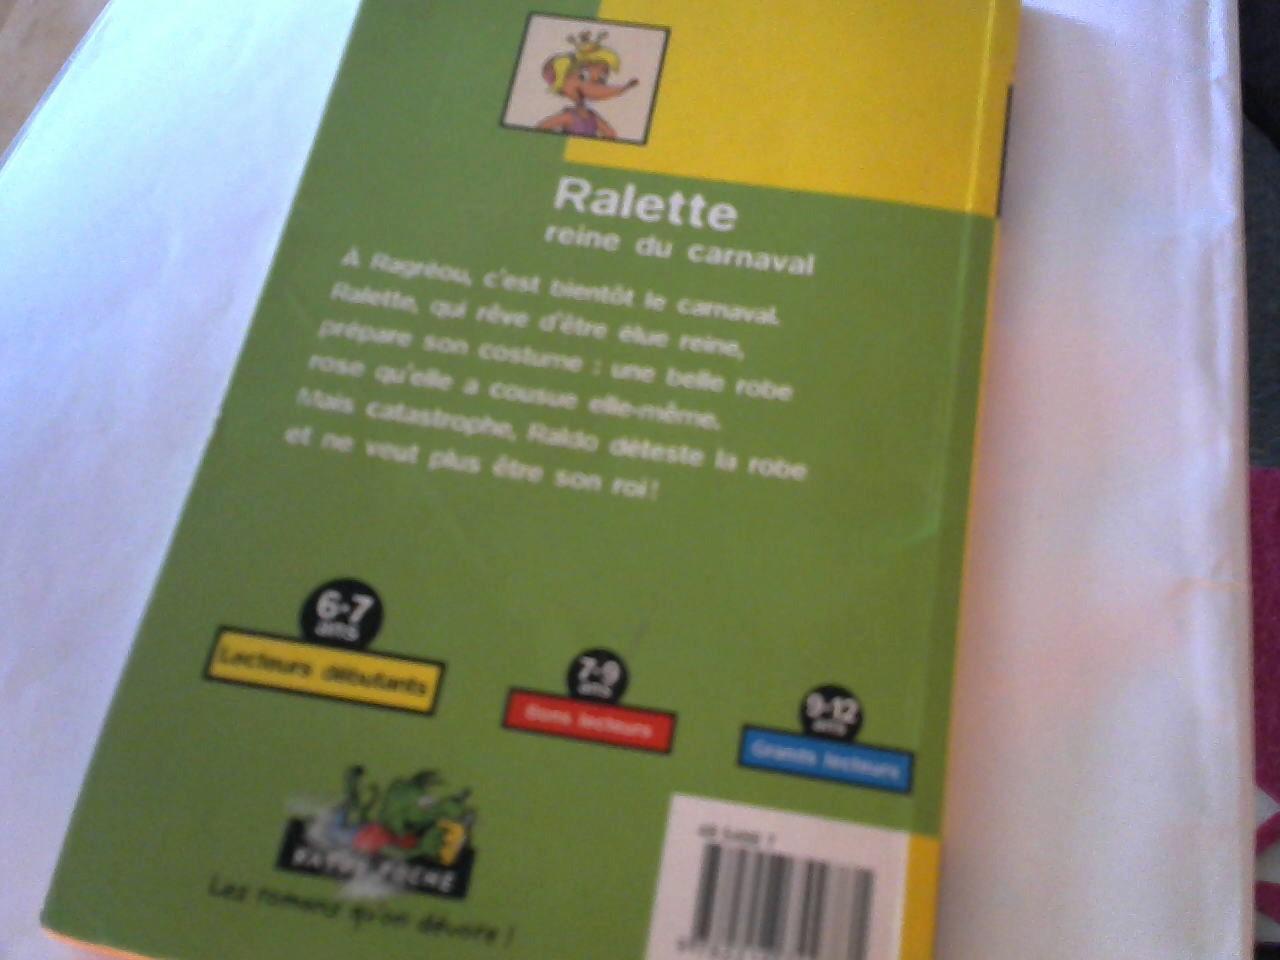 Ralette
reine du carnaval
À Ragréou, c'est bientôt le carnaval.
Ralette, qui rêve d'être élue reine,
prépare son costume : une belle robe
rose qu'elle a cousue elle-même.
Mais catastrophe, Raldo déteste la robe
et ne veut plus être son roi !
6-7
ans
Lecteurs débutants
7-9
ans
Bons lecteurs
9-12
ans
Grands lecteurs
RATUS POCHE
Les romans qu'on dévore !